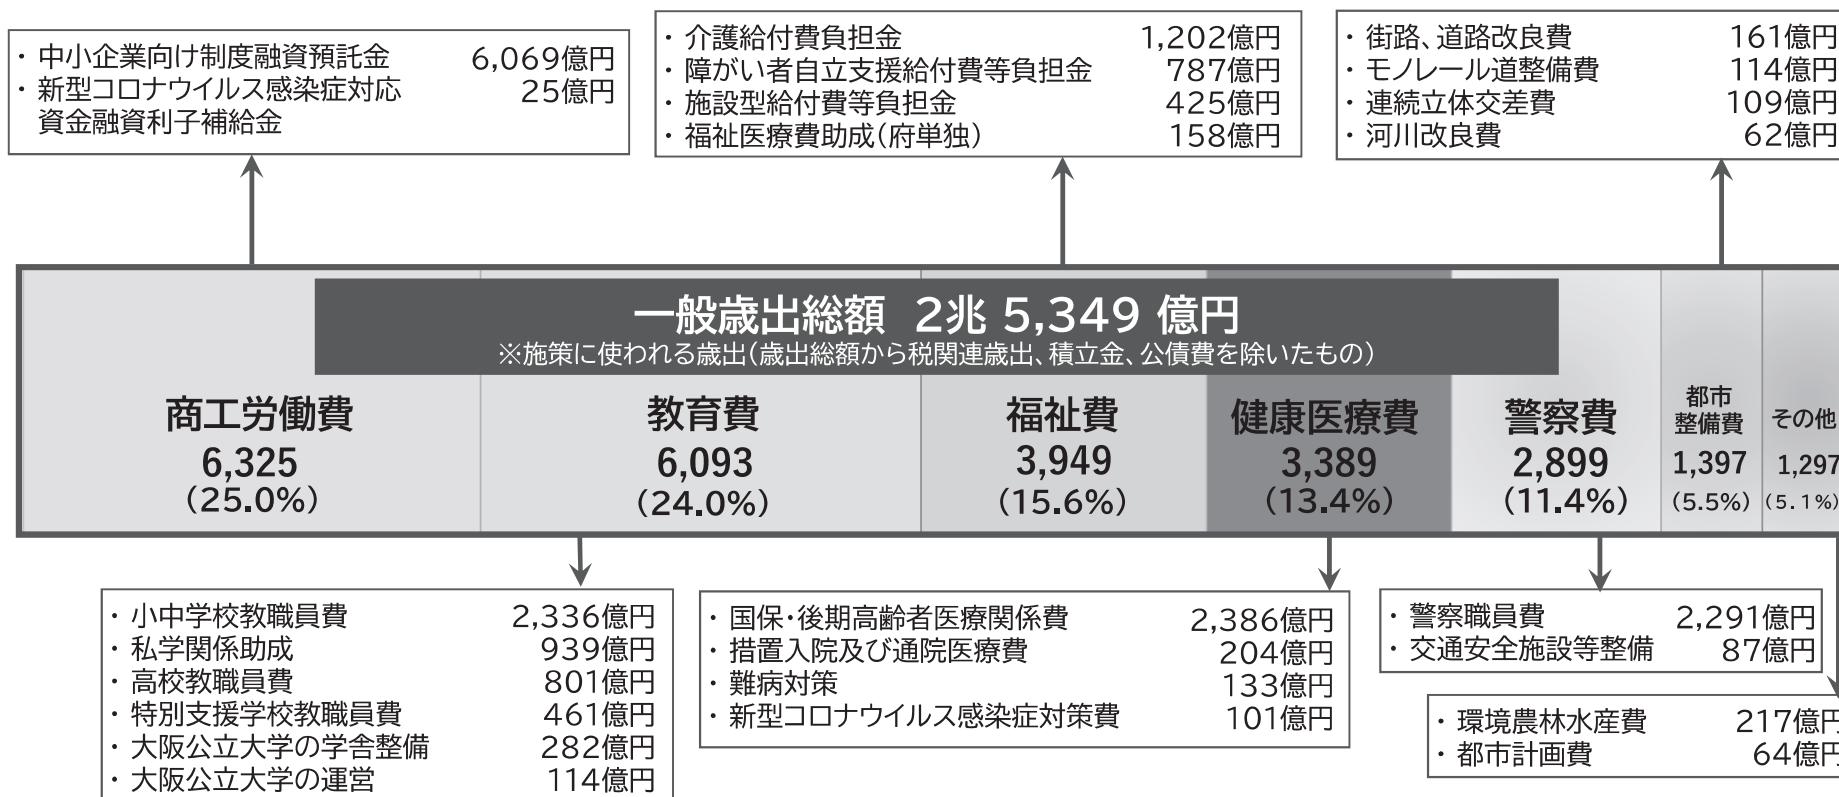 ・中小企業向け制度融資預託金 6,069億円
・新型コロナウイルス感染症対応 25億円
資金融資利子補給金
・介護給付費負担金 1,202億円
・障がい者自立支援給付費等負担金 787億円
・施設型給付費等負担金 425億円
・福祉医療費助成(府単独) 158億円
・街路、道路改良費 161億円
・モノレール道整備費 114億円
・連続立体交差費 109億円
・河川改良費 62億円
一般歳出総額 2兆 5,349 億円
※施策に使われる歳出(歳出総額から税関連歳出、積立金、公債費を除いたもの)
商工労働費
6,325
(25.0%)
教育費
6,093
(24.0%)
福祉費
3,949
(15.6%)
健康医療費
3,389
(13.4%)
警察費
2,899
(11.4%)
都市
整備費
1,397
(5.5%)
その他
1,297
(5.1%)
・小中学校教職員費 2,336億円
・私学関係助成 939億円
・高校教職員費 801億円
・特別支援学校教職員費 461億円
・大阪公立大学の学舎整備 282億円
・大阪公立大学の運営 114億円
・国保・後期高齢者医療関係費 2,386億円
・措置入院及び通院医療費 204億円
・難病対策 133億円
・新型コロナウイルス感染症対策費 101億円
・警察職員費 2,291億円
・交通安全施設等整備 87億円
・環境農林水産費 217億円
・都市計画費 64億円